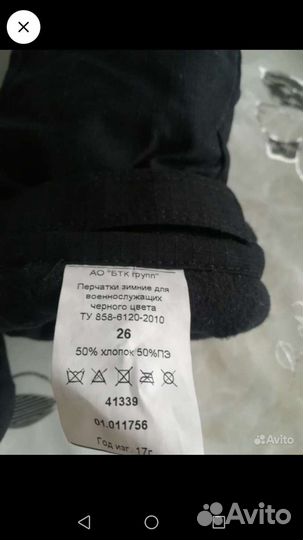 АО "БТК групп"
Перчатки зимние для
военнослужащих
черного цвета
ТУ 858-6120-2010
26
50% хлопок 50%ПЭ
41339
01.011756
Год изг. 17г.
Avito
Avito